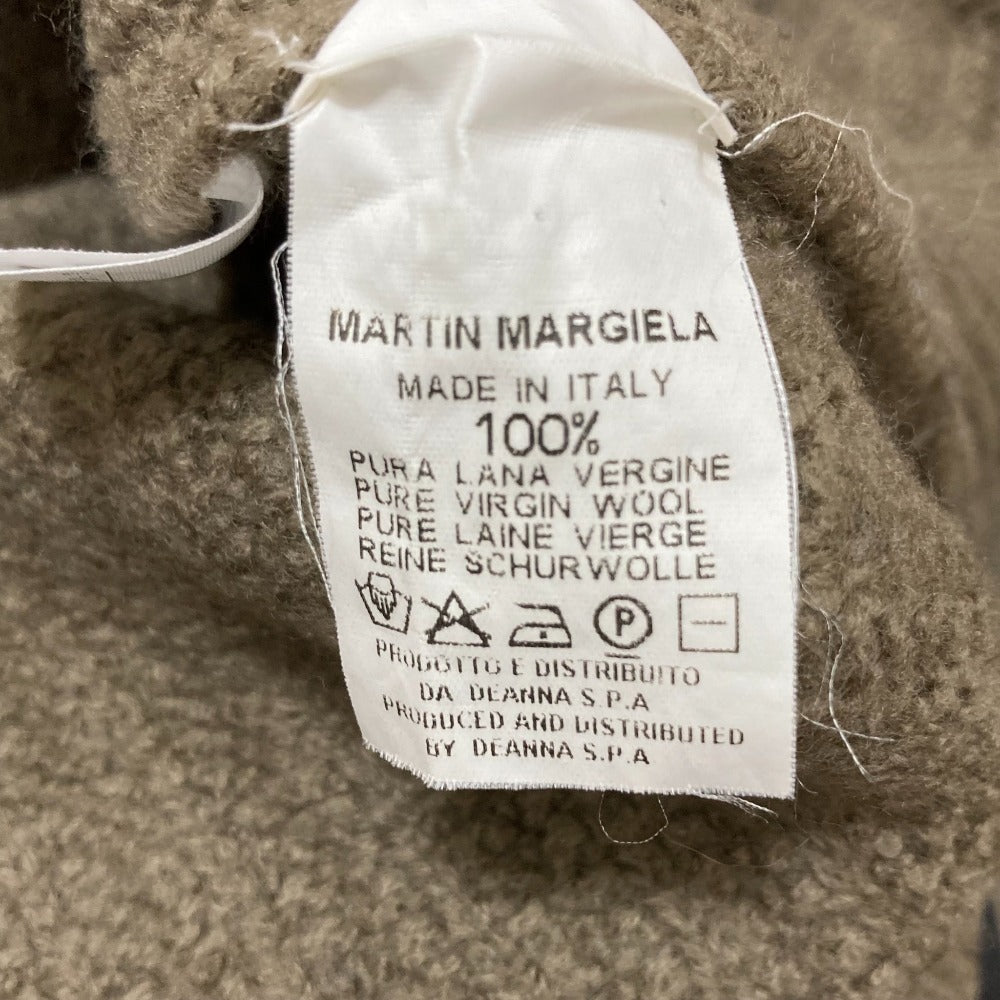 MARTIN MARGIELA
MADE IN ITALY
100%
PURA LANA VERGINE
PURE VIRGIN WOOL
PURE LAINE VIERGE
REINE SCHURWOLLE
P
PRODOTTO E DISTRIBUITO
DA DEANNA S.P.A
PRODUCED AND DISTRIBUTED
BY DEANNA S.P.A